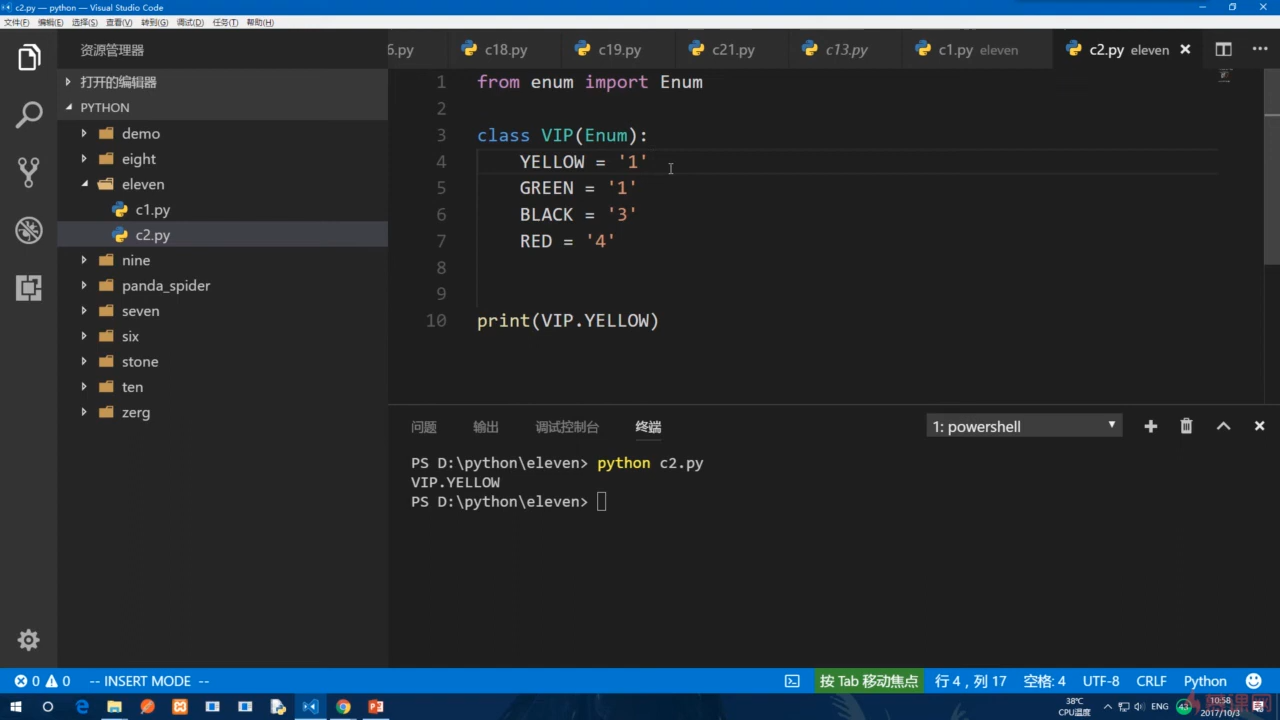 c2.py — python — Visual Studio Code
文件(F) 编辑(E) 选择(S) 查看(V) 转到(G) 调试(D) 任务(T) 帮助(H)
资源管理器
6.py c18.py c19.py c21.py c13.py c1.py eleven c2.py eleven
打开的编辑器
PYTHON
demo
eight
eleven
c1.py
c2.py
nine
panda_spider
seven
six
stone
ten
zerg
1 from enum import Enum
2
3 class VIP(Enum):
4 YELLOW = '1'
5 GREEN = '1'
6 BLACK = '3'
7 RED = '4'
8
9
10 print(VIP.YELLOW)
问题 输出 调试控制台 终端 1: powershell
PS D:\python\eleven> python c2.py
VIP.YELLOW
PS D:\python\eleven>
0 0 -- INSERT MODE -- 按 Tab 移动焦点 行 4，列 17 空格: 4 UTF-8 CRLF Python
38℃
CPU温度
ENG
43
10:58
2017/10/3